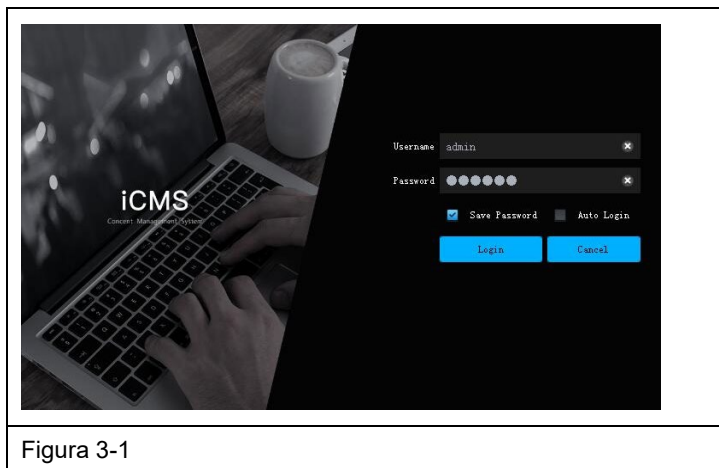 iCMS
Concent Management System
Username admin
Password ●●●●●●
Save Password Auto Login
Login Cancel
Figura 3-1